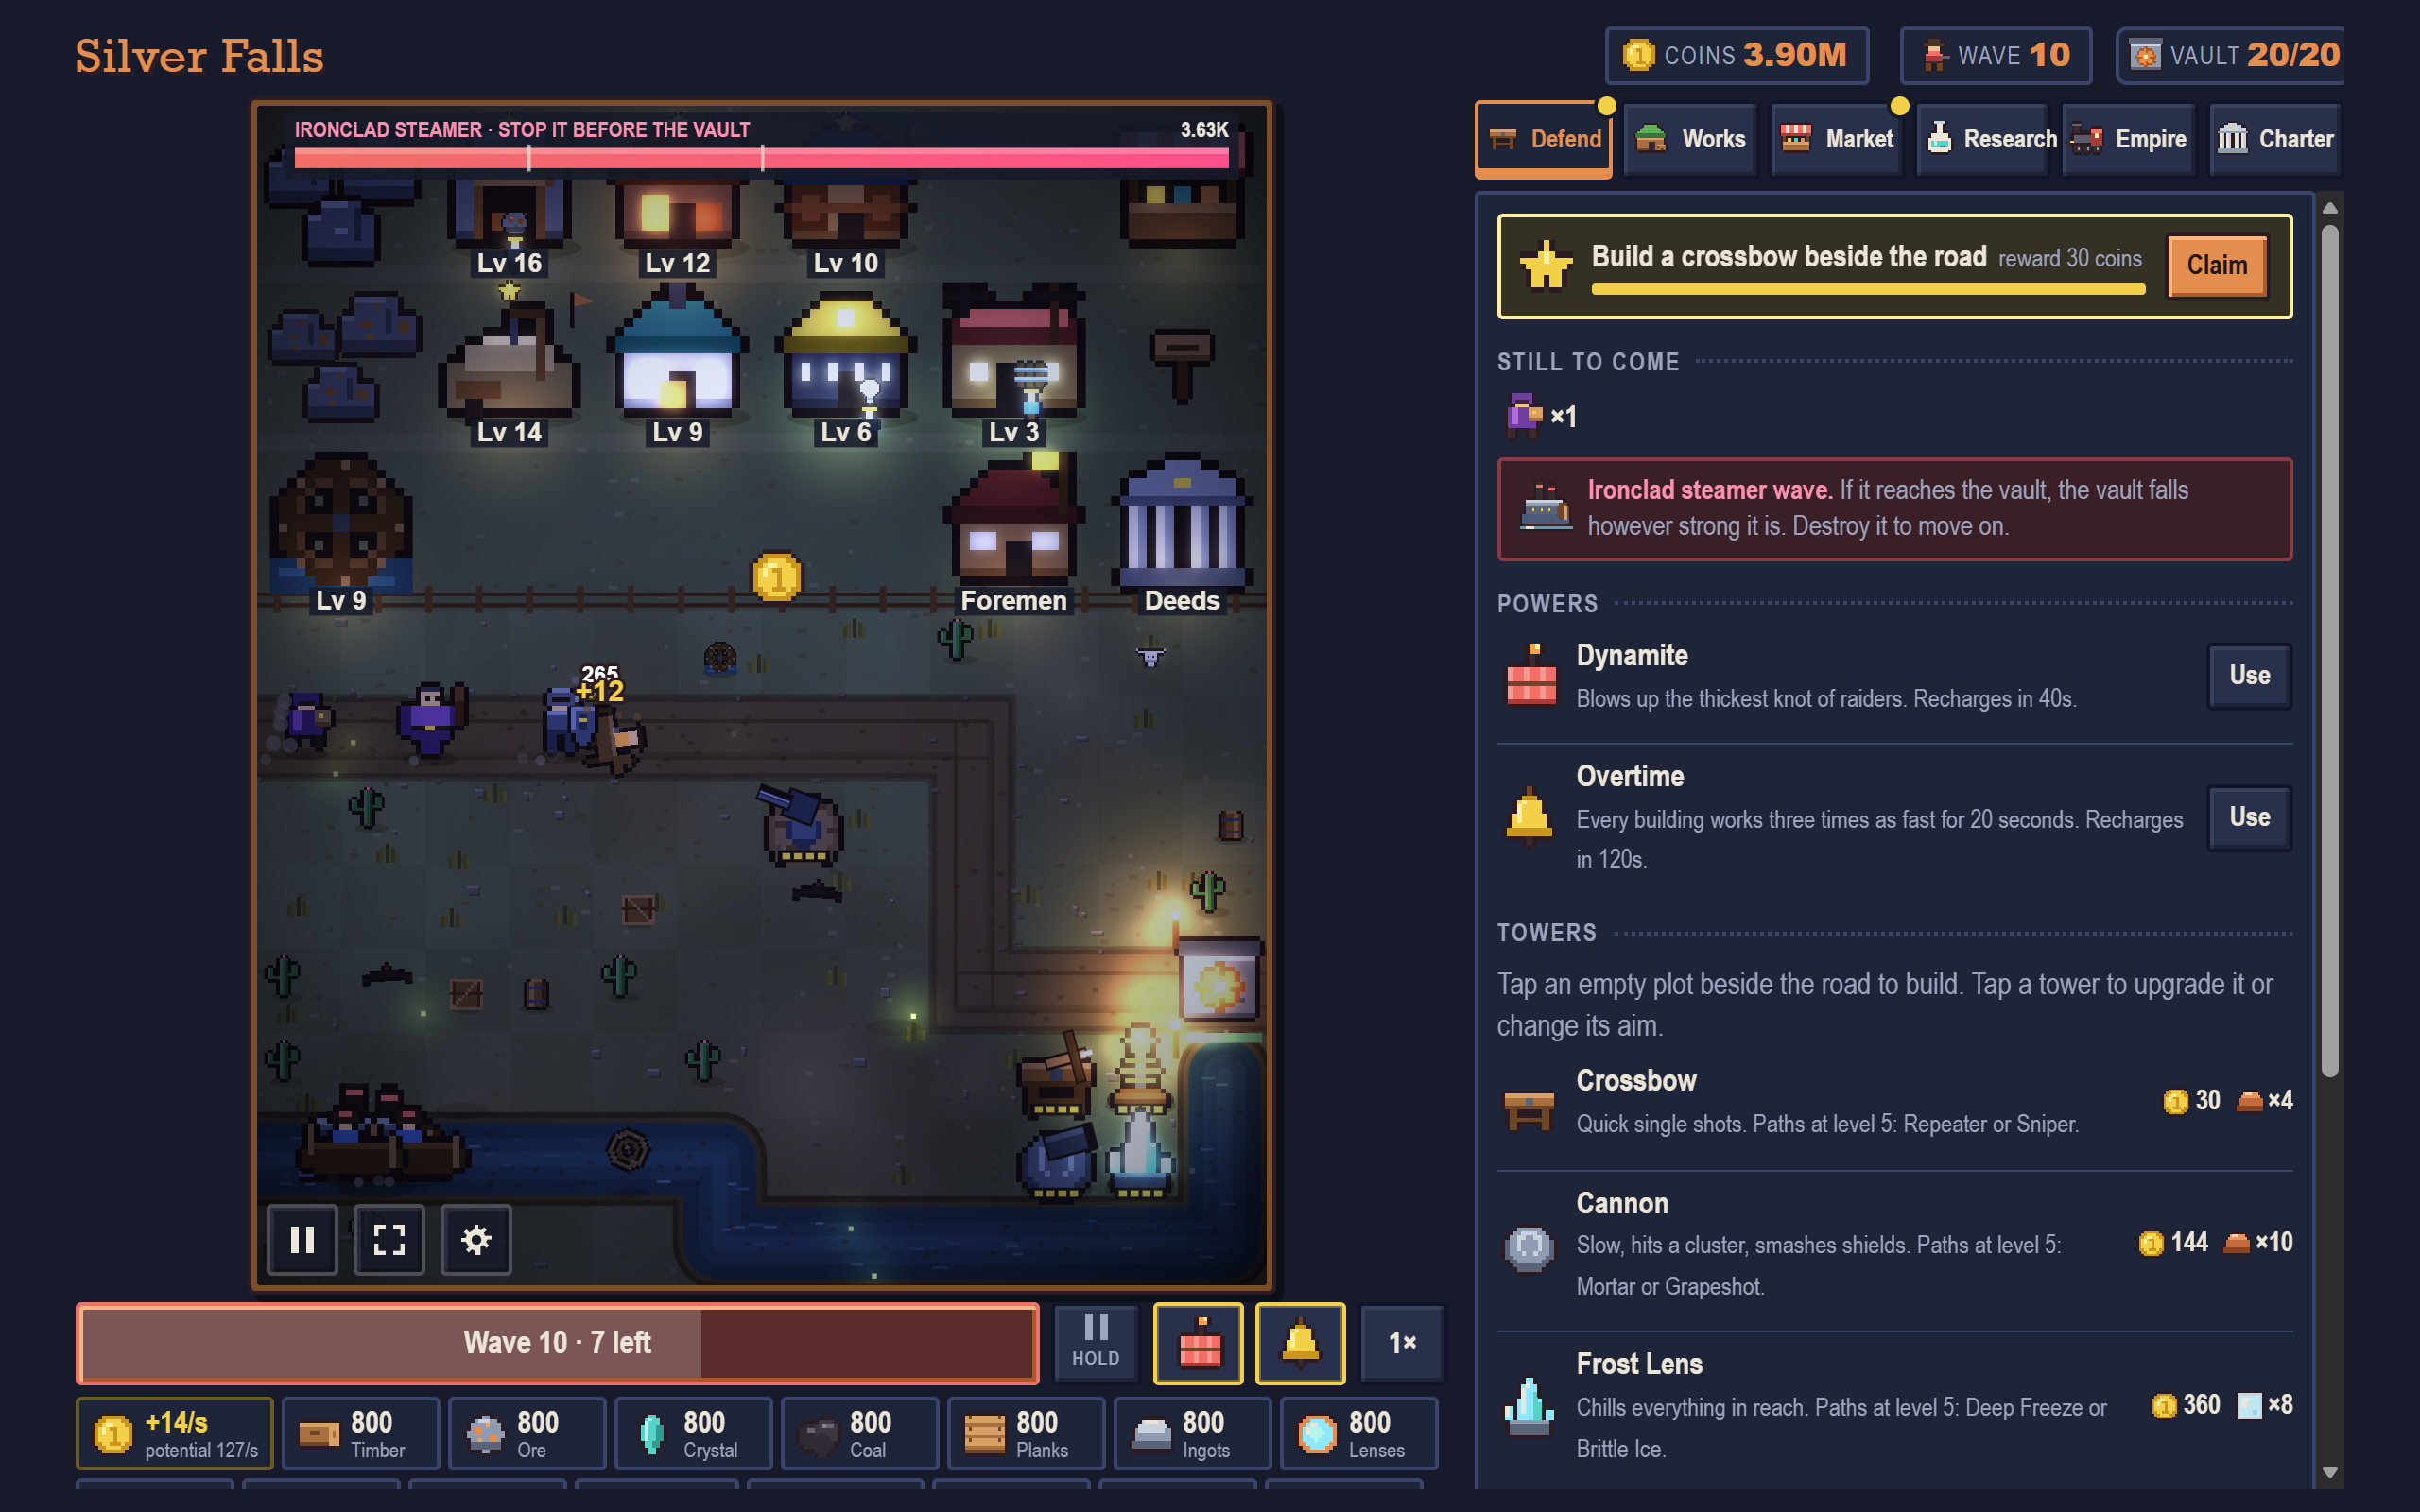 Silver Falls
COINS 3.90M
WAVE 10
VAULT 20/20
IRONCLAD STEAMER · STOP IT BEFORE THE VAULT
3.63K
Lv 16
Lv 12
Lv 10
Lv 14
Lv 9
Lv 6
Lv 3
Lv 9
Foremen
Deeds
265
+12
Wave 10 · 7 left
HOLD
1×
+14/s
potential 127/s
800
Timber
800
Ore
800
Crystal
800
Coal
800
Planks
800
Ingots
800
Lenses
Defend
Works
Market
Research
Empire
Charter
Build a crossbow beside the road reward 30 coins
Claim
STILL TO COME
×1
Ironclad steamer wave. If it reaches the vault, the vault falls
however strong it is. Destroy it to move on.
POWERS
Dynamite
Blows up the thickest knot of raiders. Recharges in 40s.
Use
Overtime
Every building works three times as fast for 20 seconds. Recharges
in 120s.
Use
TOWERS
Tap an empty plot beside the road to build. Tap a tower to upgrade it or
change its aim.
Crossbow
Quick single shots. Paths at level 5: Repeater or Sniper.
30 ×4
Cannon
Slow, hits a cluster, smashes shields. Paths at level 5:
Mortar or Grapeshot.
144 ×10
Frost Lens
Chills everything in reach. Paths at level 5: Deep Freeze or
Brittle Ice.
360 ×8